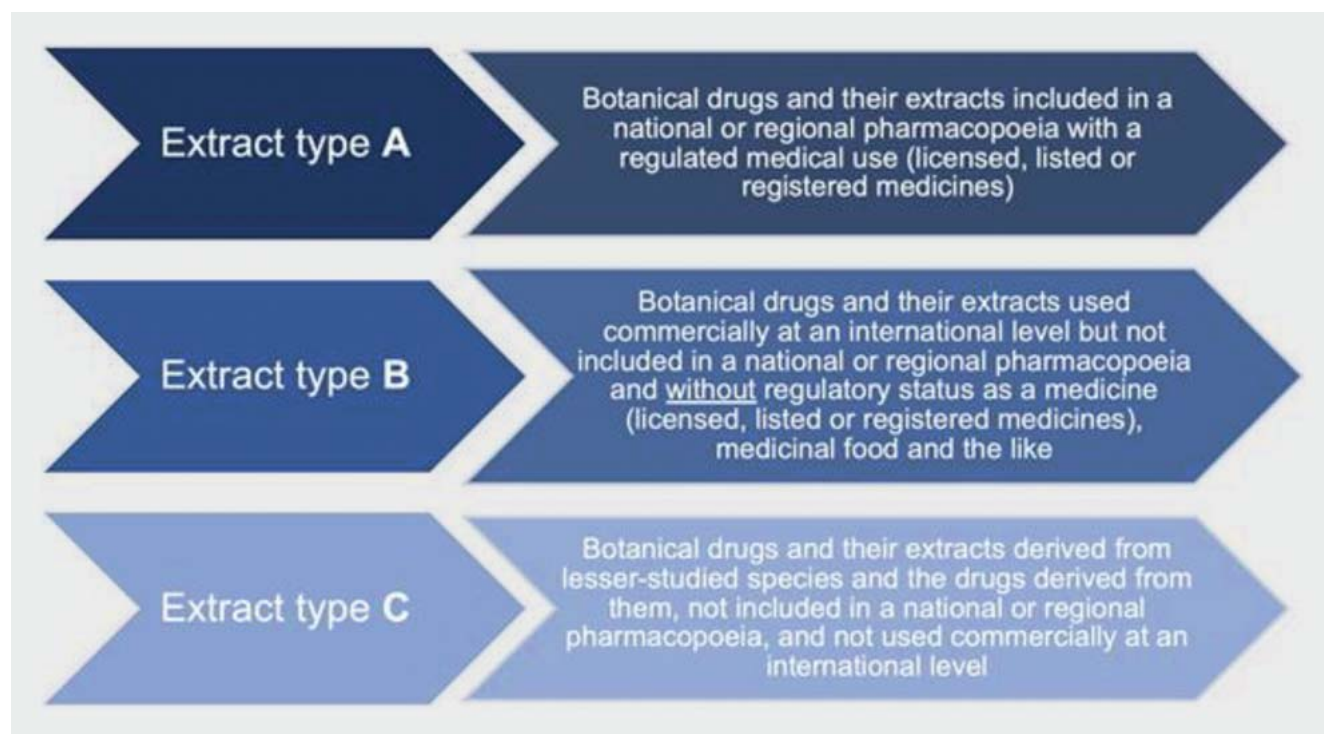 Extract type A
Botanical drugs and their extracts included in a
national or regional pharmacopoeia with a
regulated medical use (licensed, listed or
registered medicines)
Extract type B
Botanical drugs and their extracts used
commercially at an international level but not
included in a national or regional pharmacopoeia
and without regulatory status as a medicine
(licensed, listed or registered medicines),
medicinal food and the like
Extract type C
Botanical drugs and their extracts derived from
lesser-studied species and the drugs derived from
them, not included in a national or regional
pharmacopoeia, and not used commercially at an
international level